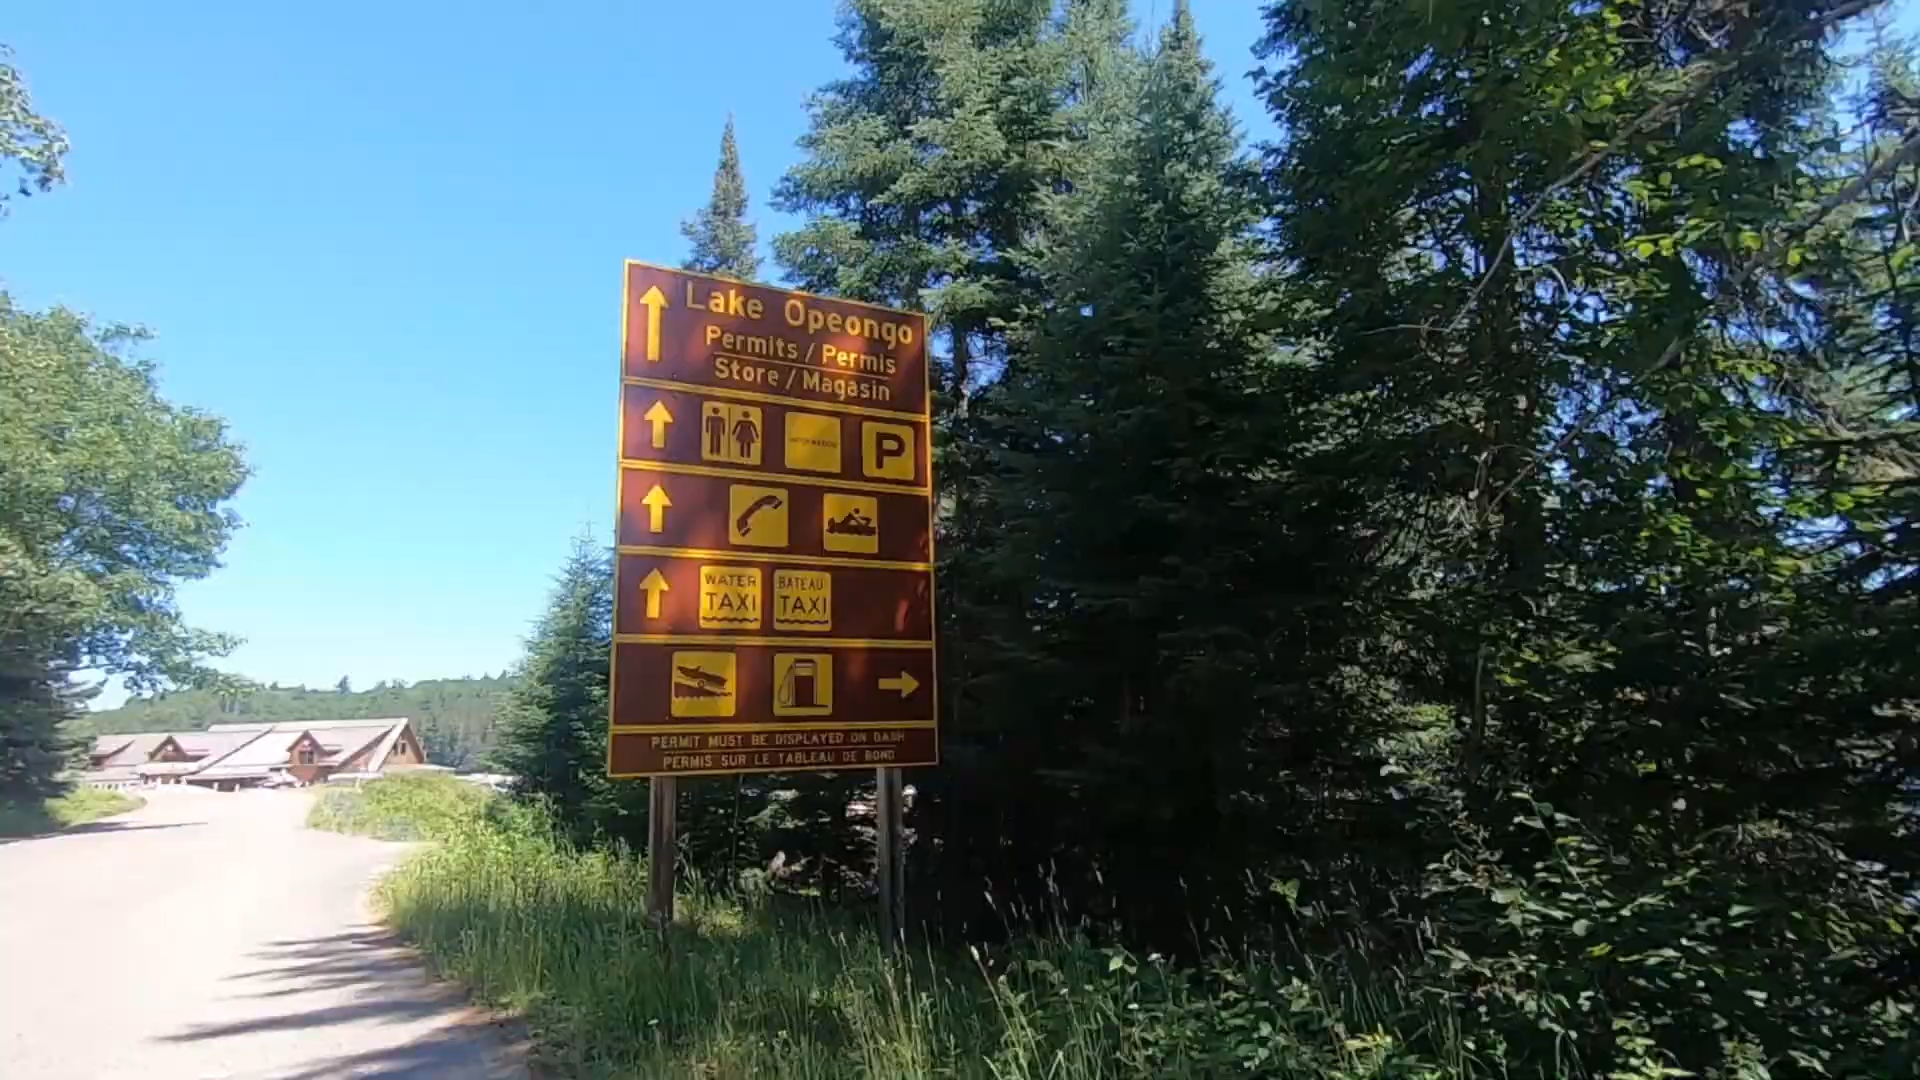 Lake Opeongo
Permits / Permis
Store / Magasin
P
WATER
TAXI
BATEAU
TAXI
PERMIT MUST BE DISPLAYED ON DASH
PERMIS SUR LE TABLEAU DE BORD